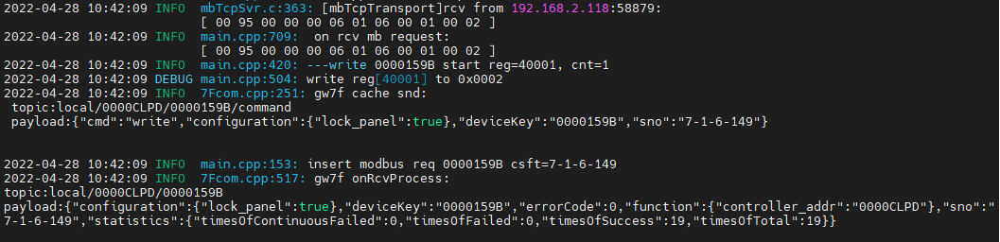 2022-04-28 10:42:09 INFO  mbTcpSvr.c:363: [mbTcpTransport]rcv from 192.168.2.118:58879:
[ 00 95 00 00 00 06 01 06 00 01 00 02 ]
2022-04-28 10:42:09 INFO  main.cpp:709:  on rcv mb request:
[ 00 95 00 00 00 06 01 06 00 01 00 02 ]
2022-04-28 10:42:09 INFO  main.cpp:420: ---write 0000159B start reg=40001, cnt=1
2022-04-28 10:42:09 DEBUG main.cpp:504: write reg[40001] to 0x0002
2022-04-28 10:42:09 INFO  7Fcom.cpp:251: gw7f cache snd:
topic:local/0000CLPD/0000159B/command
payload:{"cmd":"write","configuration":{"lock_panel":true},"deviceKey":"0000159B","sno":"7-1-6-149"}
2022-04-28 10:42:09 INFO  main.cpp:153: insert modbus req 0000159B csft=7-1-6-149
2022-04-28 10:42:09 INFO  7Fcom.cpp:517: gw7f onRcvProcess:
topic:local/0000CLPD/0000159B
payload:{"configuration":{"lock_panel":true},"deviceKey":"0000159B","errorCode":0,"function":{"controller_addr":"0000CLPD"},"sno":"
7-1-6-149","statistics":{"timesOfContinuousFailed":0,"timesOfFailed":0,"timesOfSuccess":19,"timesOfTotal":19}}